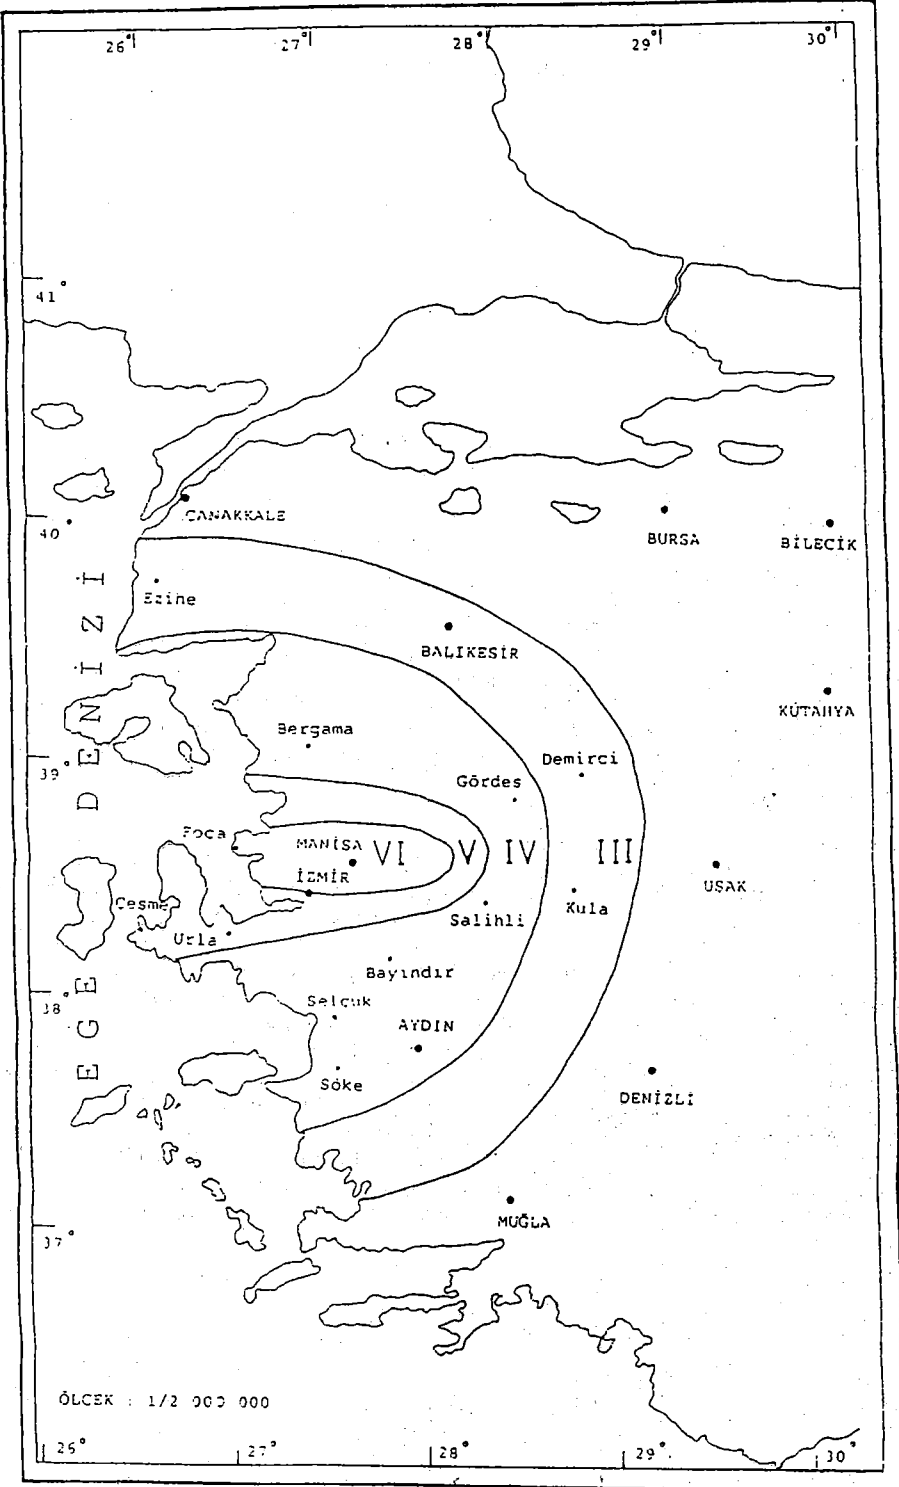 26°
27°
28°
29°
30°
41°
ÇANAKKALE
40°
BURSA
BİLECİK
Ezine
BALIKESİR
KÜTAHYA
Bergama
39°
Demirci
Gördes
Foça
MANİSA
VI
V
IV
III
İZMİR
UŞAK
Çeşme
Salihli
Kula
Urla
Bayındır
38°
Selçuk
AYDIN
Söke
DENİZLİ
EGE DENİZİ
MUĞLA
37°
ÖLÇEK : 1/2 000 000
26°
27°
28°
29°
30°